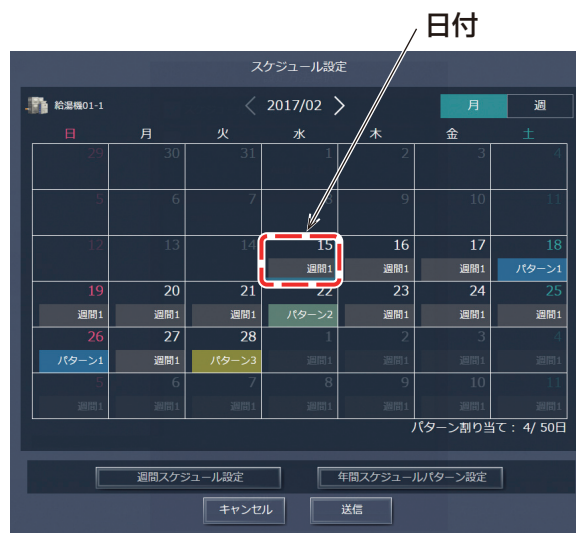 日付
スケジュール設定
給湯機01-1
2017/02
月 週
日 月 火 水 木 金 土
29 30 31 1 2 3 4
5 6 7 8 9 10 11
12 13 14 15 16 17 18
週間1 週間1 週間1 パターン1
19 20 21 22 23 24 25
週間1 週間1 週間1 パターン2 週間1 週間1 週間1
26 27 28 1 2 3 4
パターン1 週間1 パターン3 週間1 週間1 週間1 週間1
5 6 7 8 9 10 11
週間1 週間1 週間1 週間1 週間1 週間1 週間1
パターン割り当て： 4/ 50日
週間スケジュール設定 年間スケジュールパターン設定
キャンセル 送信